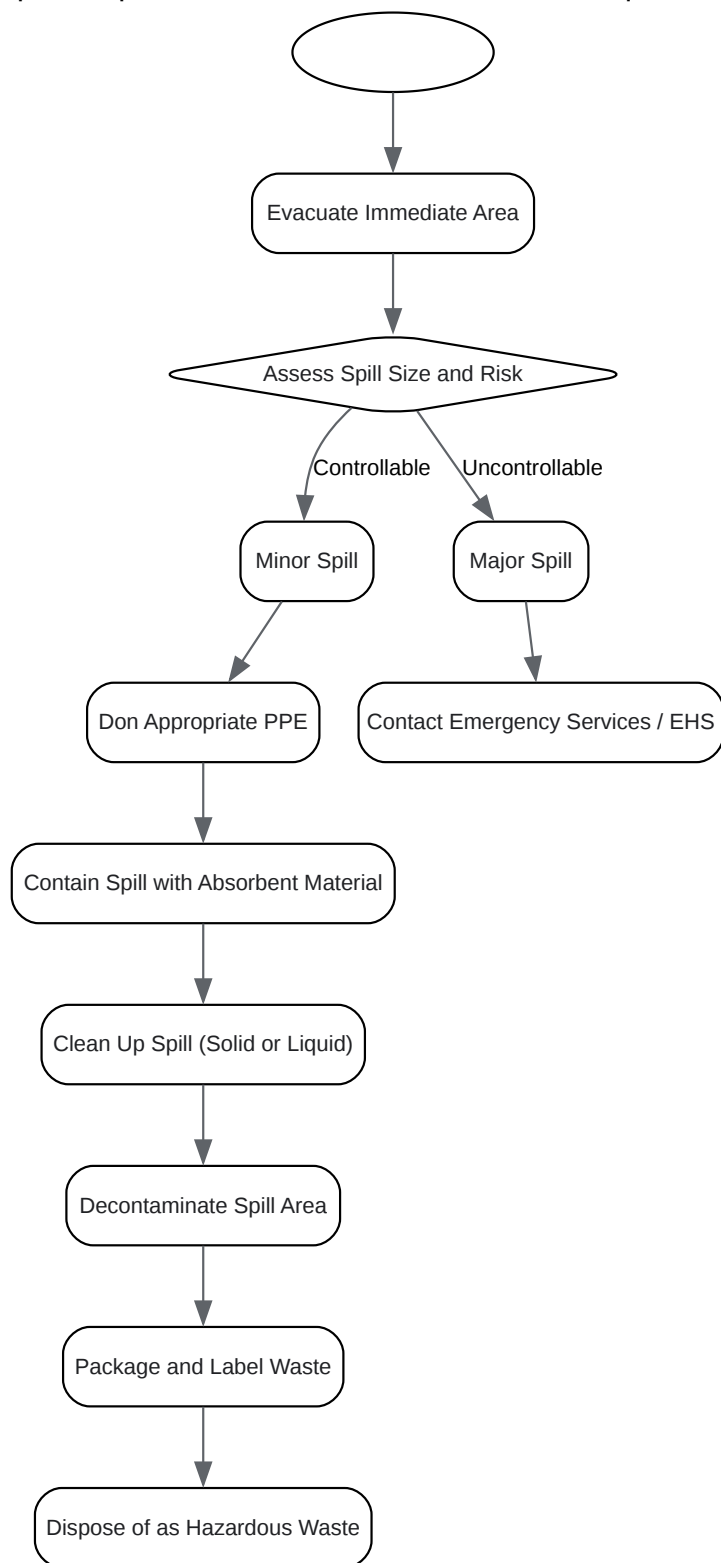 Evacuate Immediate Area
Assess Spill Size and Risk
Controllable
Uncontrollable
Minor Spill
Major Spill
Don Appropriate PPE
Contact Emergency Services / EHS
Contain Spill with Absorbent Material
Clean Up Spill (Solid or Liquid)
Decontaminate Spill Area
Package and Label Waste
Dispose of as Hazardous Waste